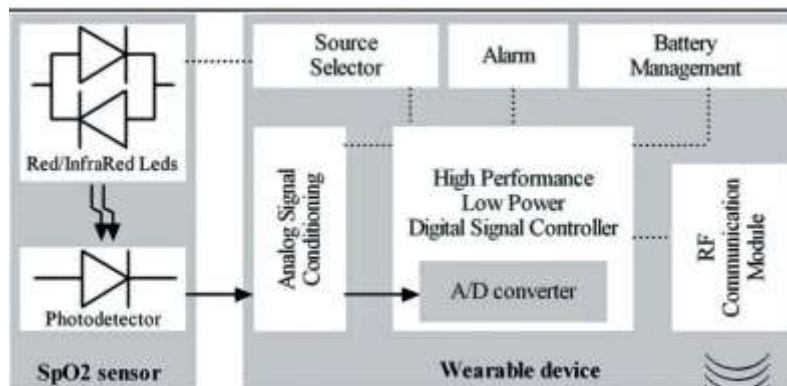 Source
Selector
Alarm
Battery
Management
Red/InfraRed Leds
Analog Signal
Conditioning
High Performance
Low Power
Digital Signal Controller
A/D converter
RF
Communication
Module
Photodetector
SpO2 sensor
Wearable device